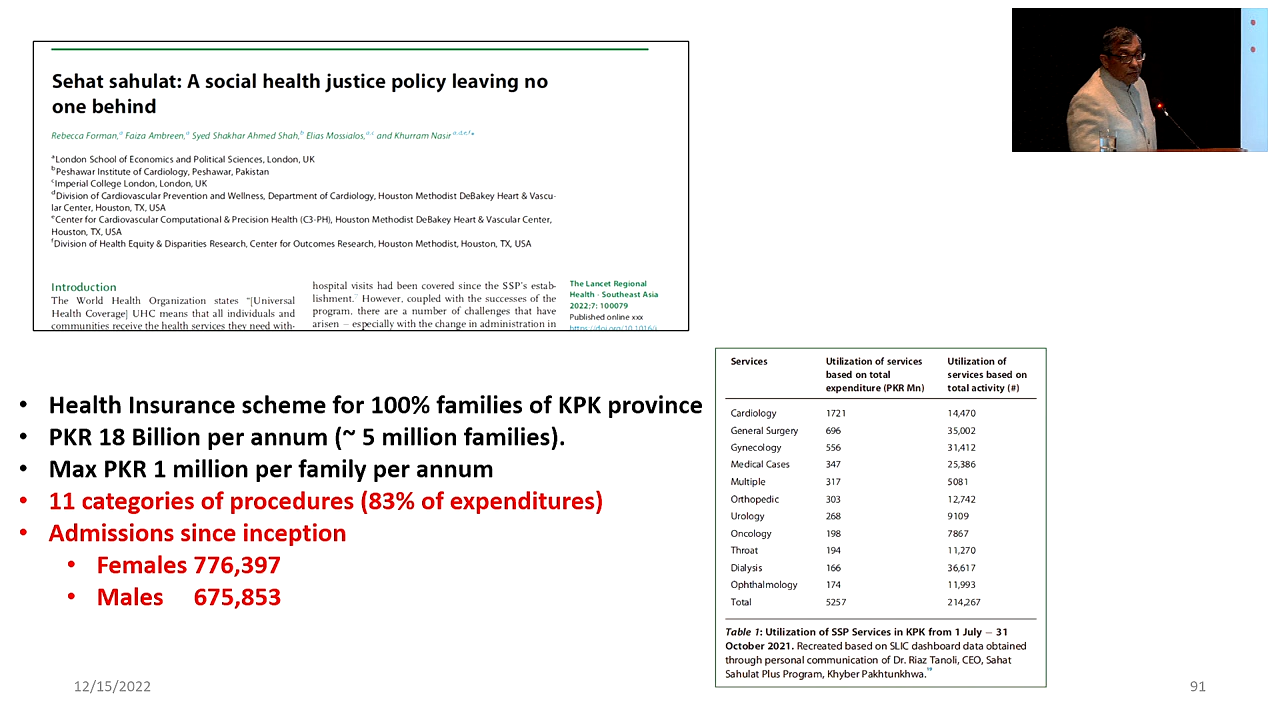 Sehat sahulat: A social health justice policy leaving no
one behind
Rebecca Forman,a Faiza Ambreen,a Syed Shakhar Ahmed Shah,b Elias Mossialos,a,c and Khurram Nasir a,d,e,f*
aLondon School of Economics and Political Sciences, London, UK
bPeshawar Institute of Cardiology, Peshawar, Pakistan
cImperial College London, London, UK
dDivision of Cardiovascular Prevention and Wellness, Department of Cardiology, Houston Methodist DeBakey Heart & Vascu-
lar Center, Houston, TX, USA
eCenter for Cardiovascular Computational & Precision Health (C3-PH), Houston Methodist DeBakey Heart & Vascular Center,
Houston, TX, USA
fDivision of Health Equity & Disparities Research, Center for Outcomes Research, Houston Methodist, Houston, TX, USA
Introduction
The World Health Organization states “[Universal
Health Coverage] UHC means that all individuals and
communities receive the health services they need with-
hospital visits had been covered since the SSP's estab-
lishment. However, coupled with the successes of the
program, there are a number of challenges that have
arisen – especially with the change in administration in
The Lancet Regional
Health - Southeast Asia
2022;7: 100079
Published online xxx
https://doi.org/10.1016/j.
• Health Insurance scheme for 100% families of KPK province
• PKR 18 Billion per annum (~ 5 million families).
• Max PKR 1 million per family per annum
• 11 categories of procedures (83% of expenditures)
• Admissions since inception
• Females 776,397
• Males 675,853
Services Utilization of services based on total expenditure (PKR Mn) Utilization of services based on total activity (#)
Cardiology 1721 14,470
General Surgery 696 35,002
Gynecology 556 31,412
Medical Cases 347 25,386
Multiple 317 5081
Orthopedic 303 12,742
Urology 268 9109
Oncology 198 7867
Throat 194 11,270
Dialysis 166 36,617
Ophthalmology 174 11,993
Total 5257 214,267
Table 1: Utilization of SSP Services in KPK from 1 July – 31
October 2021. Recreated based on SLIC dashboard data obtained
through personal communication of Dr. Riaz Tanoli, CEO, Sahat
Sahulat Plus Program, Khyber Pakhtunkhwa.
12/15/2022
91